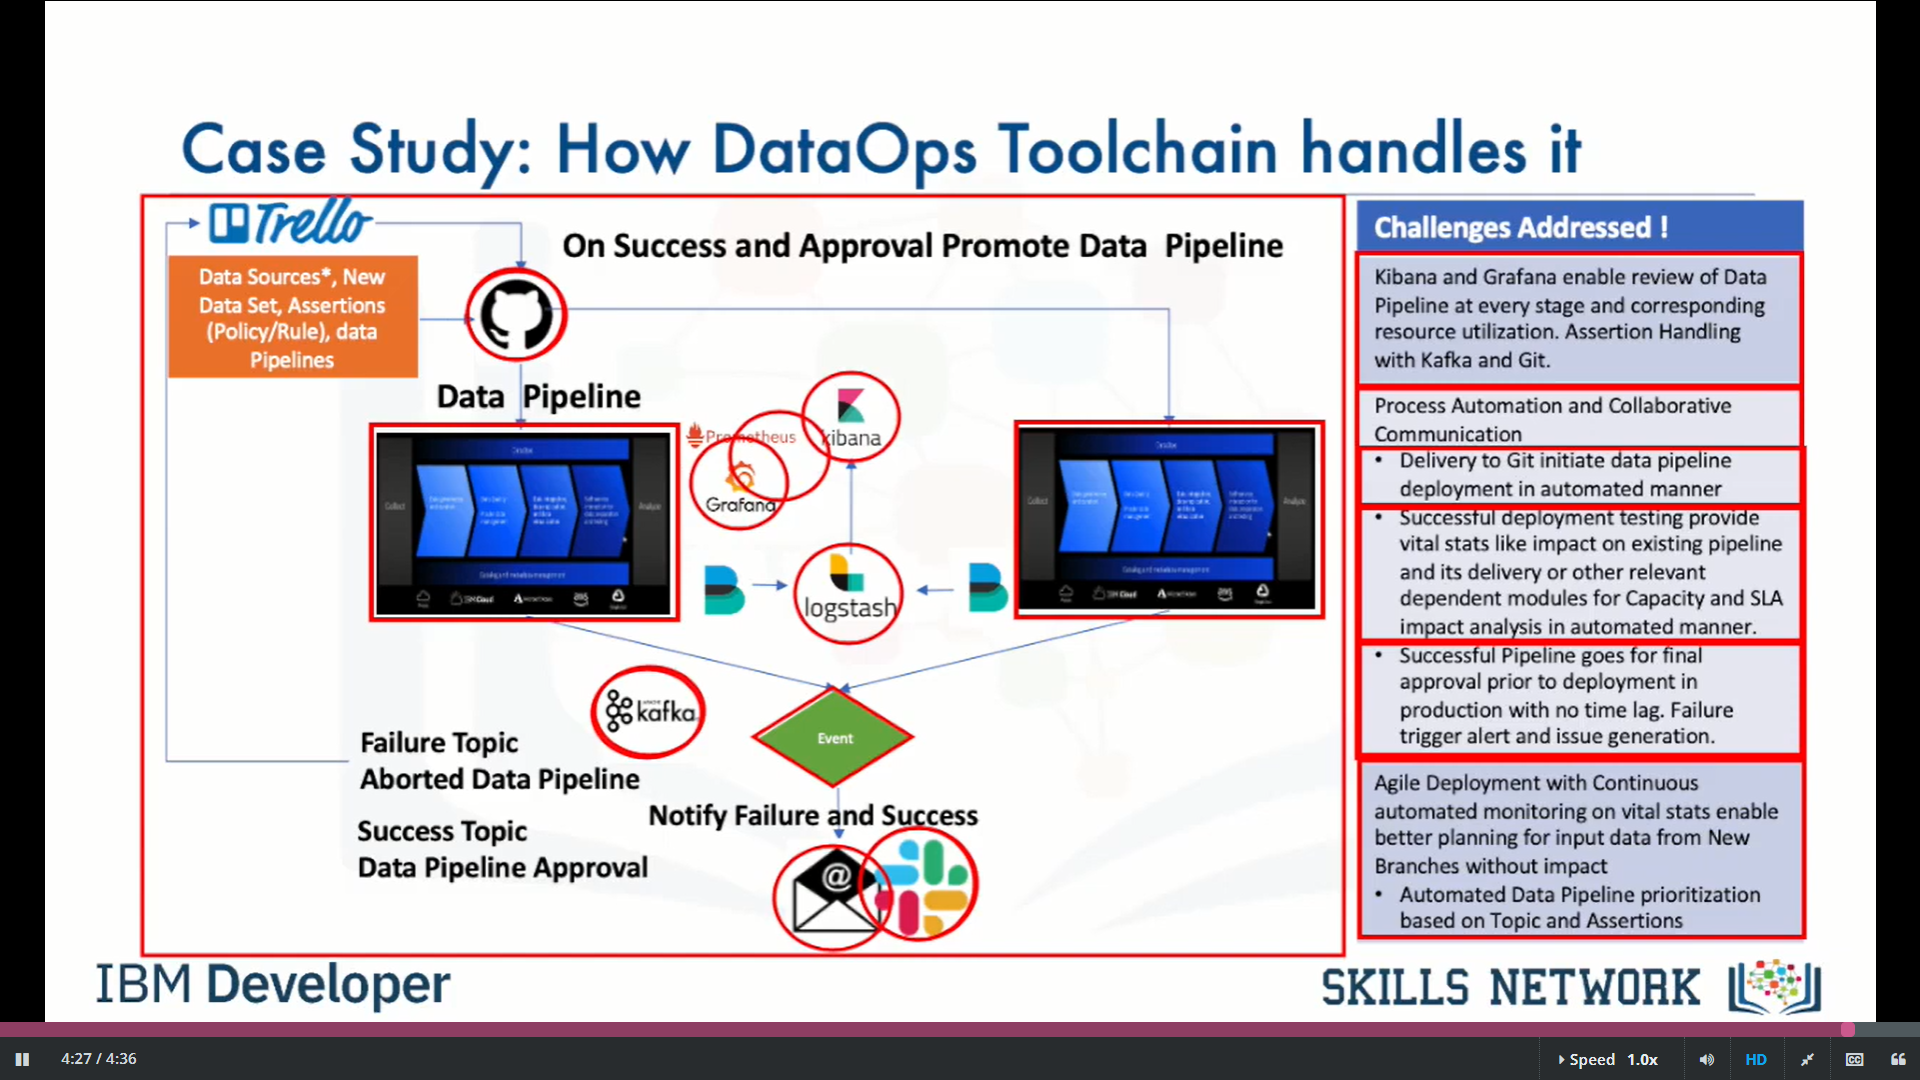 Case Study: How DataOps Toolchain handles it
Trello
Data Sources*, New
Data Set, Assertions
(Policy/Rule), data
Pipelines
On Success and Approval Promote Data Pipeline
Data Pipeline
Prometheus
Grafana
kibana
logstash
kafka
Event
Failure Topic
Aborted Data Pipeline
Success Topic
Data Pipeline Approval
Notify Failure and Success
@
Challenges Addressed !
Kibana and Grafana enable review of Data
Pipeline at every stage and corresponding
resource utilization. Assertion Handling
with Kafka and Git.
Process Automation and Collaborative
Communication
• Delivery to Git initiate data pipeline
deployment in automated manner
• Successful deployment testing provide
vital stats like impact on existing pipeline
and its delivery or other relevant
dependent modules for Capacity and SLA
impact analysis in automated manner.
• Successful Pipeline goes for final
approval prior to deployment in
production with no time lag. Failure
trigger alert and issue generation.
Agile Deployment with Continuous
automated monitoring on vital stats enable
better planning for input data from New
Branches without impact
• Automated Data Pipeline prioritization
based on Topic and Assertions
IBM Developer
SKILLS NETWORK
4:27 / 4:36
Speed 1.0x
HD
CC